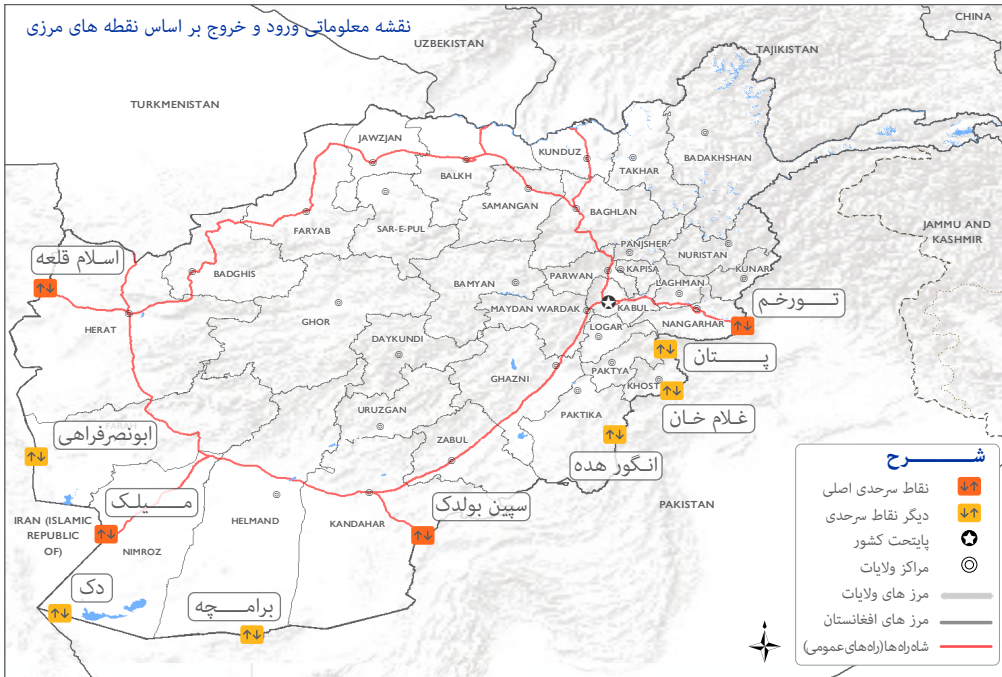 نقشه معلوماتی ورود و خروج بر اساس نقطه های مرزی
CHINA
UZBEKISTAN
TAJIKISTAN
TURKMENISTAN
JAWZJAN
BALKH
KUNDUZ
TAKHAR
BADAKHSHAN
SAMANGAN
BAGHLAN
FARYAB
SAR-E-PUL
PANJSHER
NURISTAN
JAMMU AND
KASHMIR
اسلام قلعه
BADGHIS
BAMYAN
PARWAN
KAPISA
KUNAR
LAGHMAN
تورخم
HERAT
GHOR
MAYDAN WARDAK
KABUL
NANGARHAR
LOGAR
DAYKUNDI
GHAZNI
PAKTYA
پتان
KHOST
غلام خان
URUZGAN
PAKTIKA
FARAH
ابونصرفراهی
ZABUL
انگور هده
میلک
سپین بولدک
PAKISTAN
IRAN (ISLAMIC
REPUBLIC
OF)
NIMROZ
HELMAND
KANDAHAR
دک
برامچه
شرح
نقاط سرحدی اصلی
دیگر نقاط سرحدی
پایتحت کشور
مراکز ولایات
مرز های ولایات
مرز های افغانستان
شاه‌راه‌ها(راه‌های عمومی)